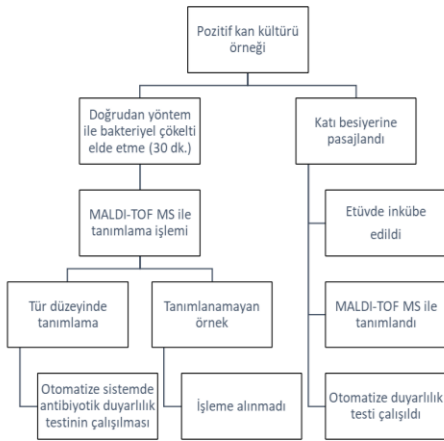 Pozitif kan kültürü
örneği
Doğrudan yöntem
ile bakteriyel çökelti
elde etme (30 dk.)
Katı besiyerine
pasajlandı
MALDI-TOF MS ile
tanımlama işlemi
Etüvde inkübe
edildi
Tür düzeyinde
tanımlama
Tanımlanamayan
örnek
MALDI-TOF MS ile
tanımlandı
Otomatize sistemde
antibiyotik duyarlılık
testinin çalışılması
İşleme alınmadı
Otomatize duyarlılık
testi çalışıldı